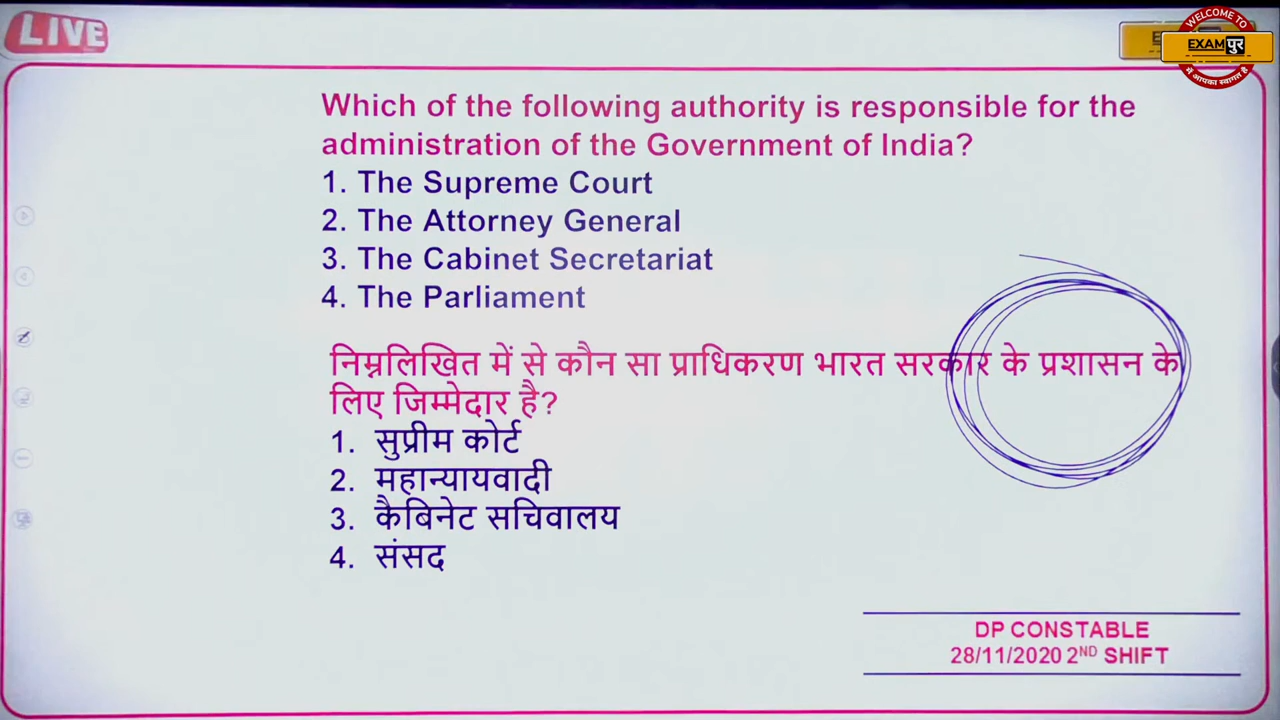 LIVE
WELCOME TO
EXAMपुर
में आपका स्वागत है
Which of the following authority is responsible for the
administration of the Government of India?
1. The Supreme Court
2. The Attorney General
3. The Cabinet Secretariat
4. The Parliament
निम्नलिखित में से कौन सा प्राधिकरण भारत सरकार के प्रशासन के
लिए जिम्मेदार है?
1. सुप्रीम कोर्ट
2. महान्यायवादी
3. कैबिनेट सचिवालय
4. संसद
DP CONSTABLE
28/11/2020 2ND SHIFT